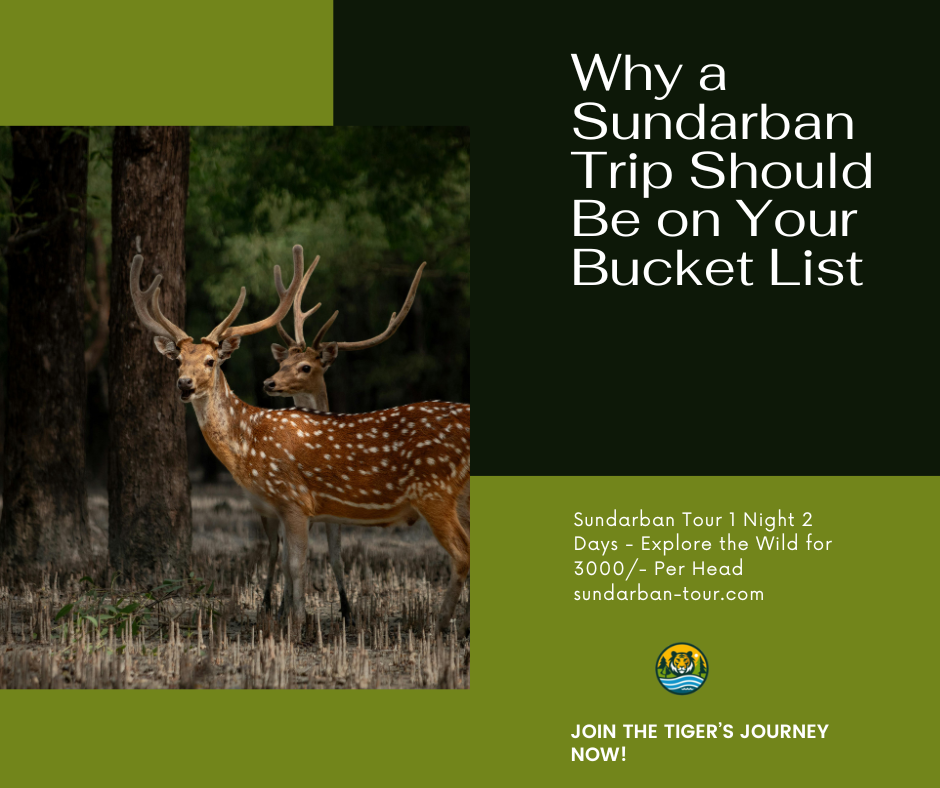 Why a
Sundarban
Trip Should
Be on Your
Bucket List
Sundarban Tour 1 Night 2
Days - Explore the Wild for
3000/- Per Head
sundarban-tour.com
JOIN THE TIGER'S JOURNEY
NOW!